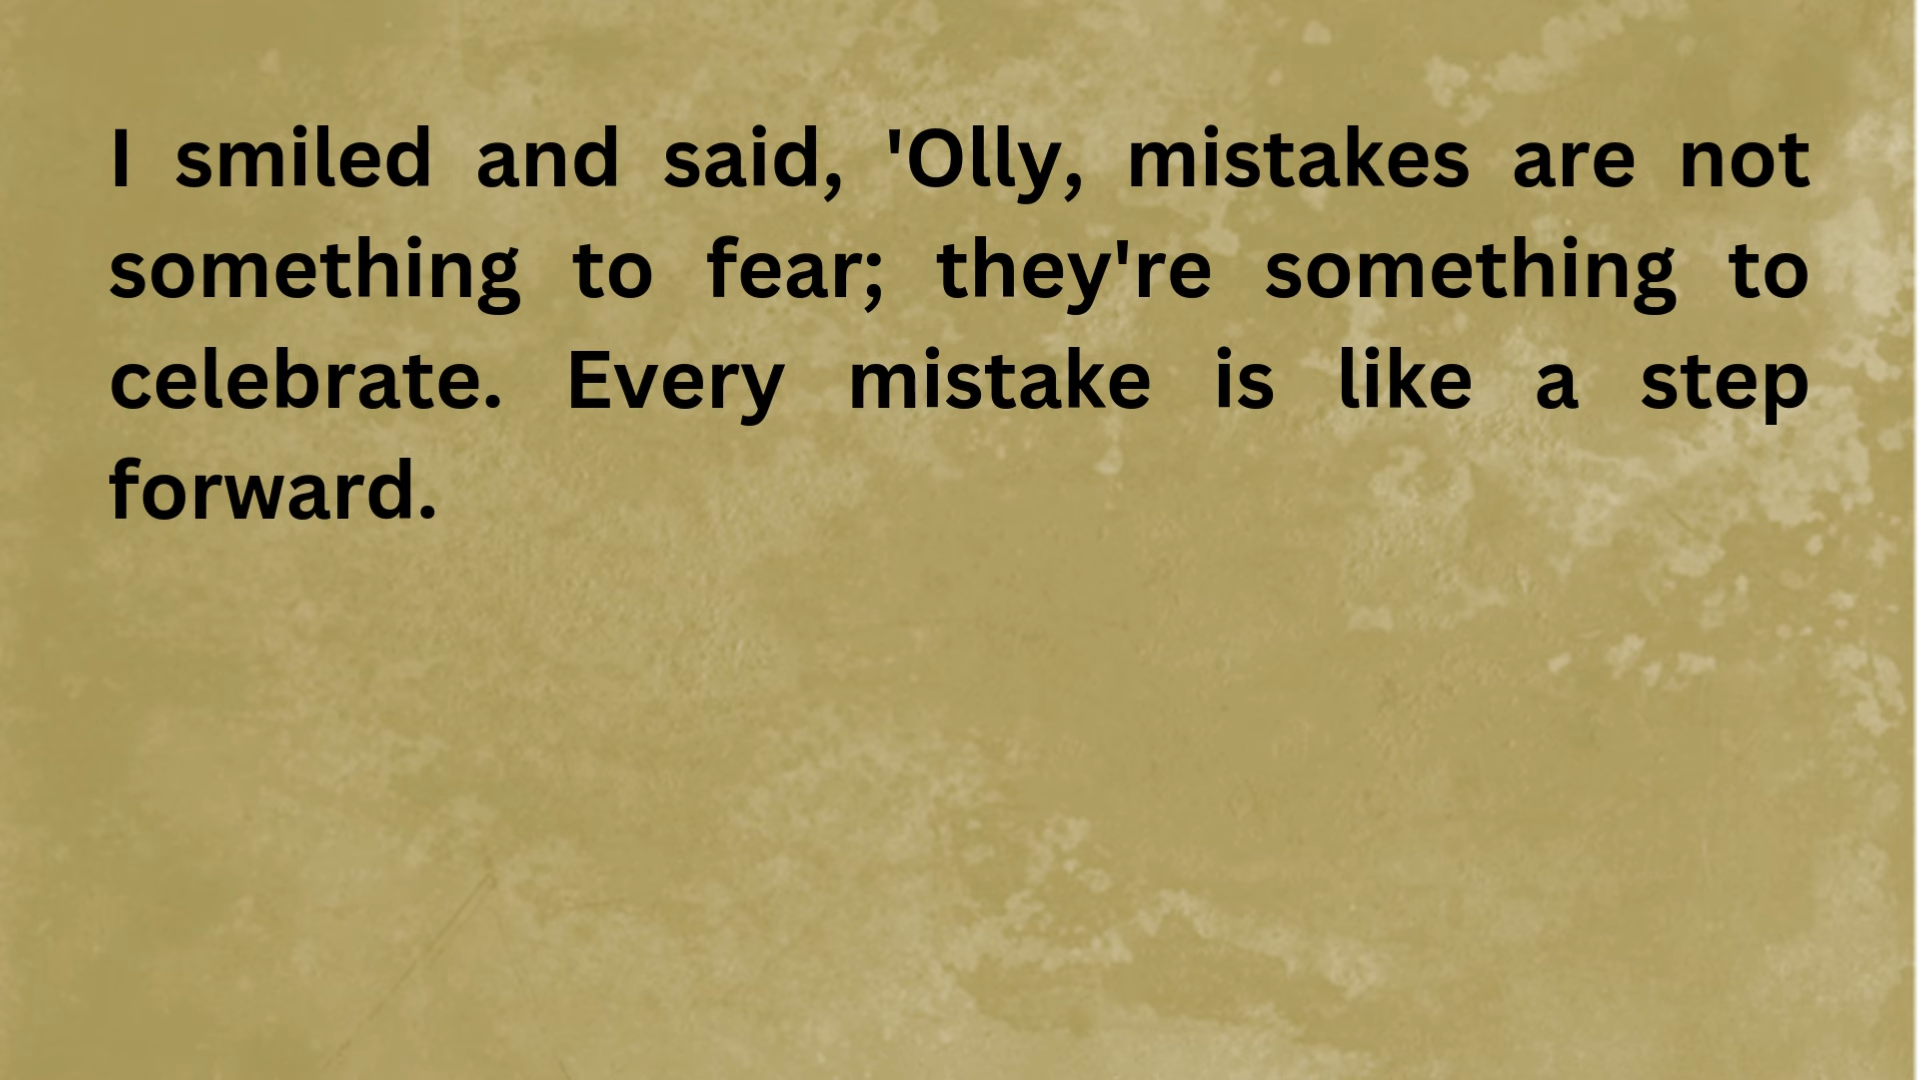 I smiled and said, 'Olly, mistakes are not
something to fear; they're something to
celebrate. Every mistake is like a step
forward.